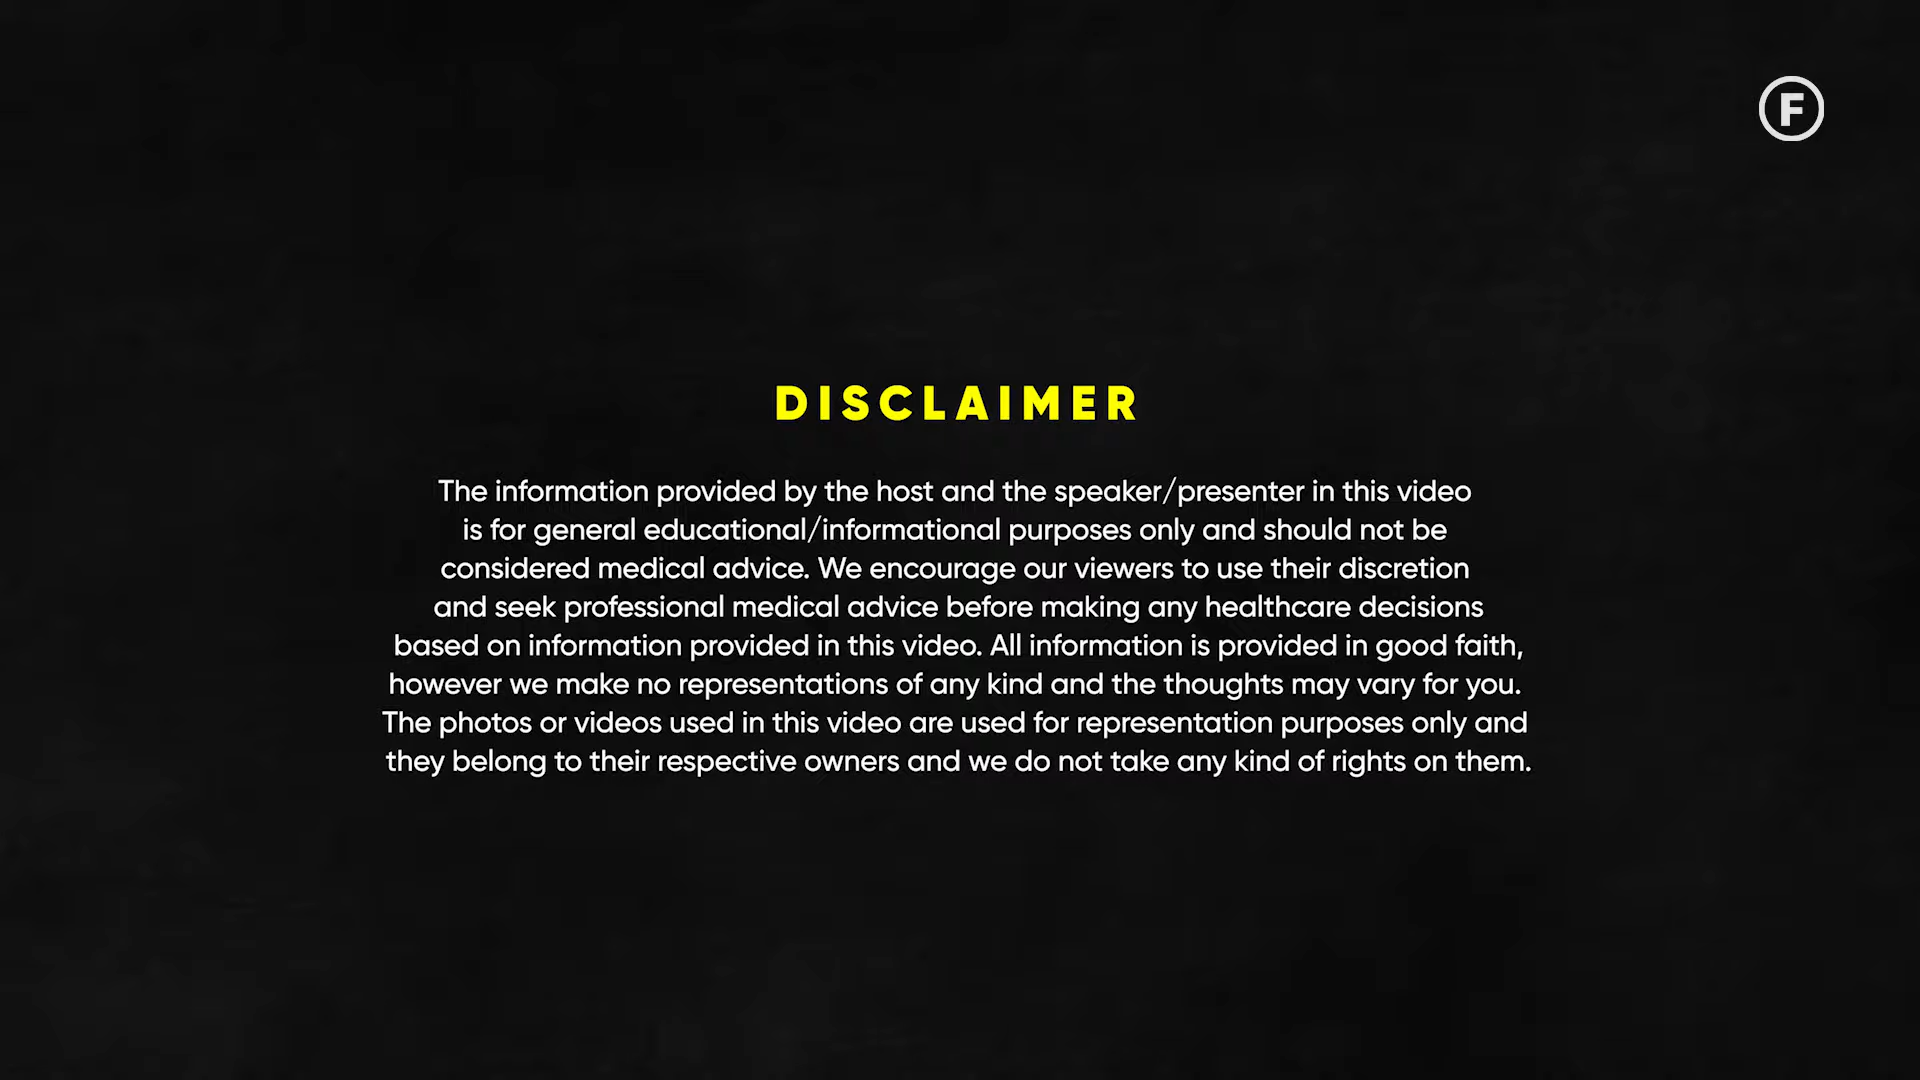 F
DISCLAIMER
The information provided by the host and the speaker/presenter in this video
is for general educational/informational purposes only and should not be
considered medical advice. We encourage our viewers to use their discretion
and seek professional medical advice before making any healthcare decisions
based on information provided in this video. All information is provided in good faith,
however we make no representations of any kind and the thoughts may vary for you.
The photos or videos used in this video are used for representation purposes only and
they belong to their respective owners and we do not take any kind of rights on them.